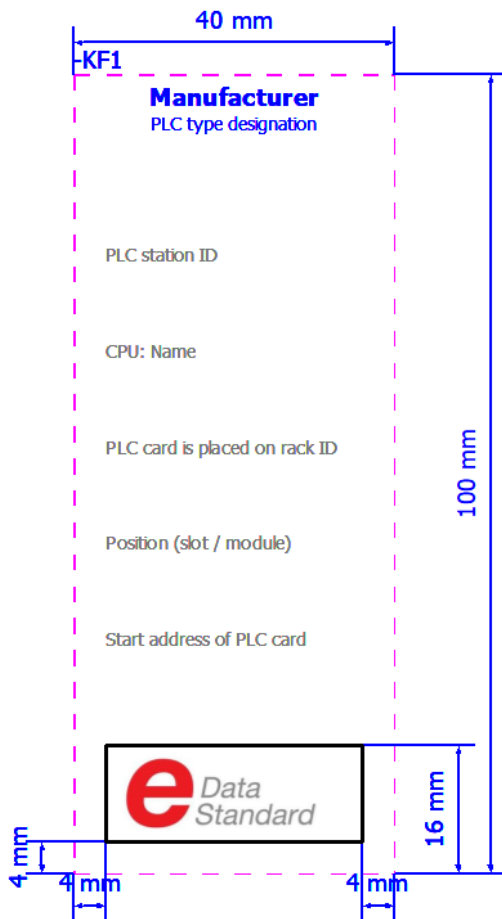 40 mm
-KF1
Manufacturer
PLC type designation
PLC station ID
CPU: Name
PLC card is placed on rack ID
100 mm
Position (slot / module)
Start address of PLC card
e Data
Standard
16 mm
4 mm
4 mm
4 mm